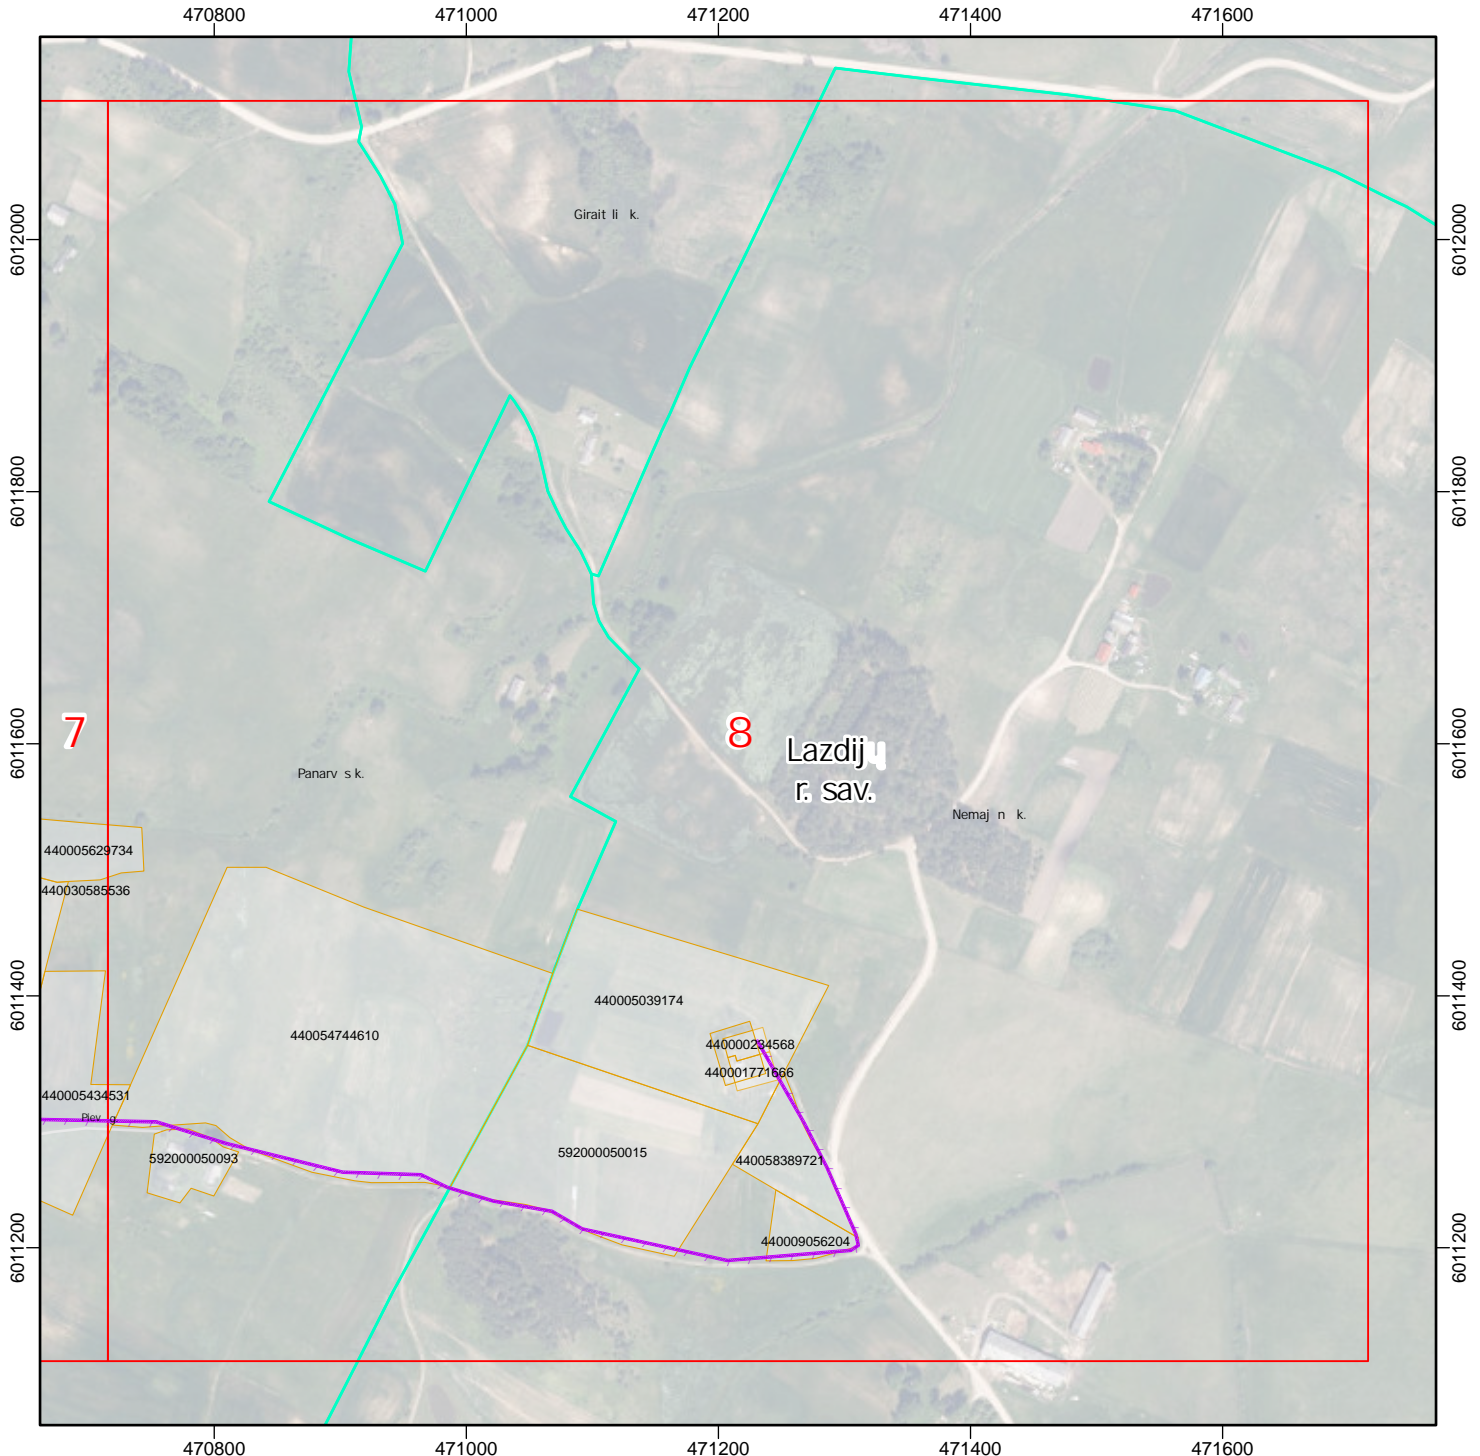 470800 471000 471200 471400 471600
Girait li k.
6012000 6012000
6011800 6011800
7 8
6011600 6011600
Lazdijų
r. sav.
Panarv s k.
Nemaj n k.
440005629734
440030585536
440005039174
6011400 6011400
440054744610
440000234568
440001771666
440005434531
Piev g.
592000050093
592000050015
440058389721
440009056204
6011200 6011200
470800 471000 471200 471400 471600